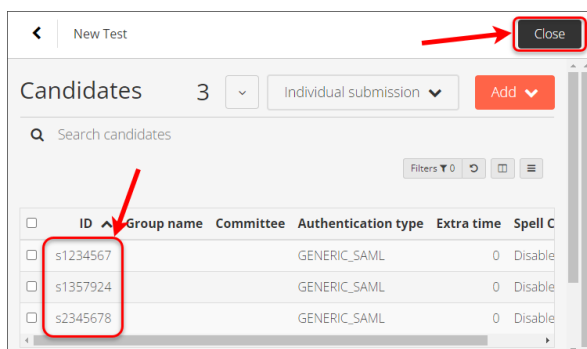 New Test
Close
Candidates 3 Individual submission Add
Search candidates
Filters 0
ID Group name Committee Authentication type Extra time Spell C
s1234567 GENERIC_SAML 0 Disable
s1357924 GENERIC_SAML 0 Disable
s2345678 GENERIC_SAML 0 Disable